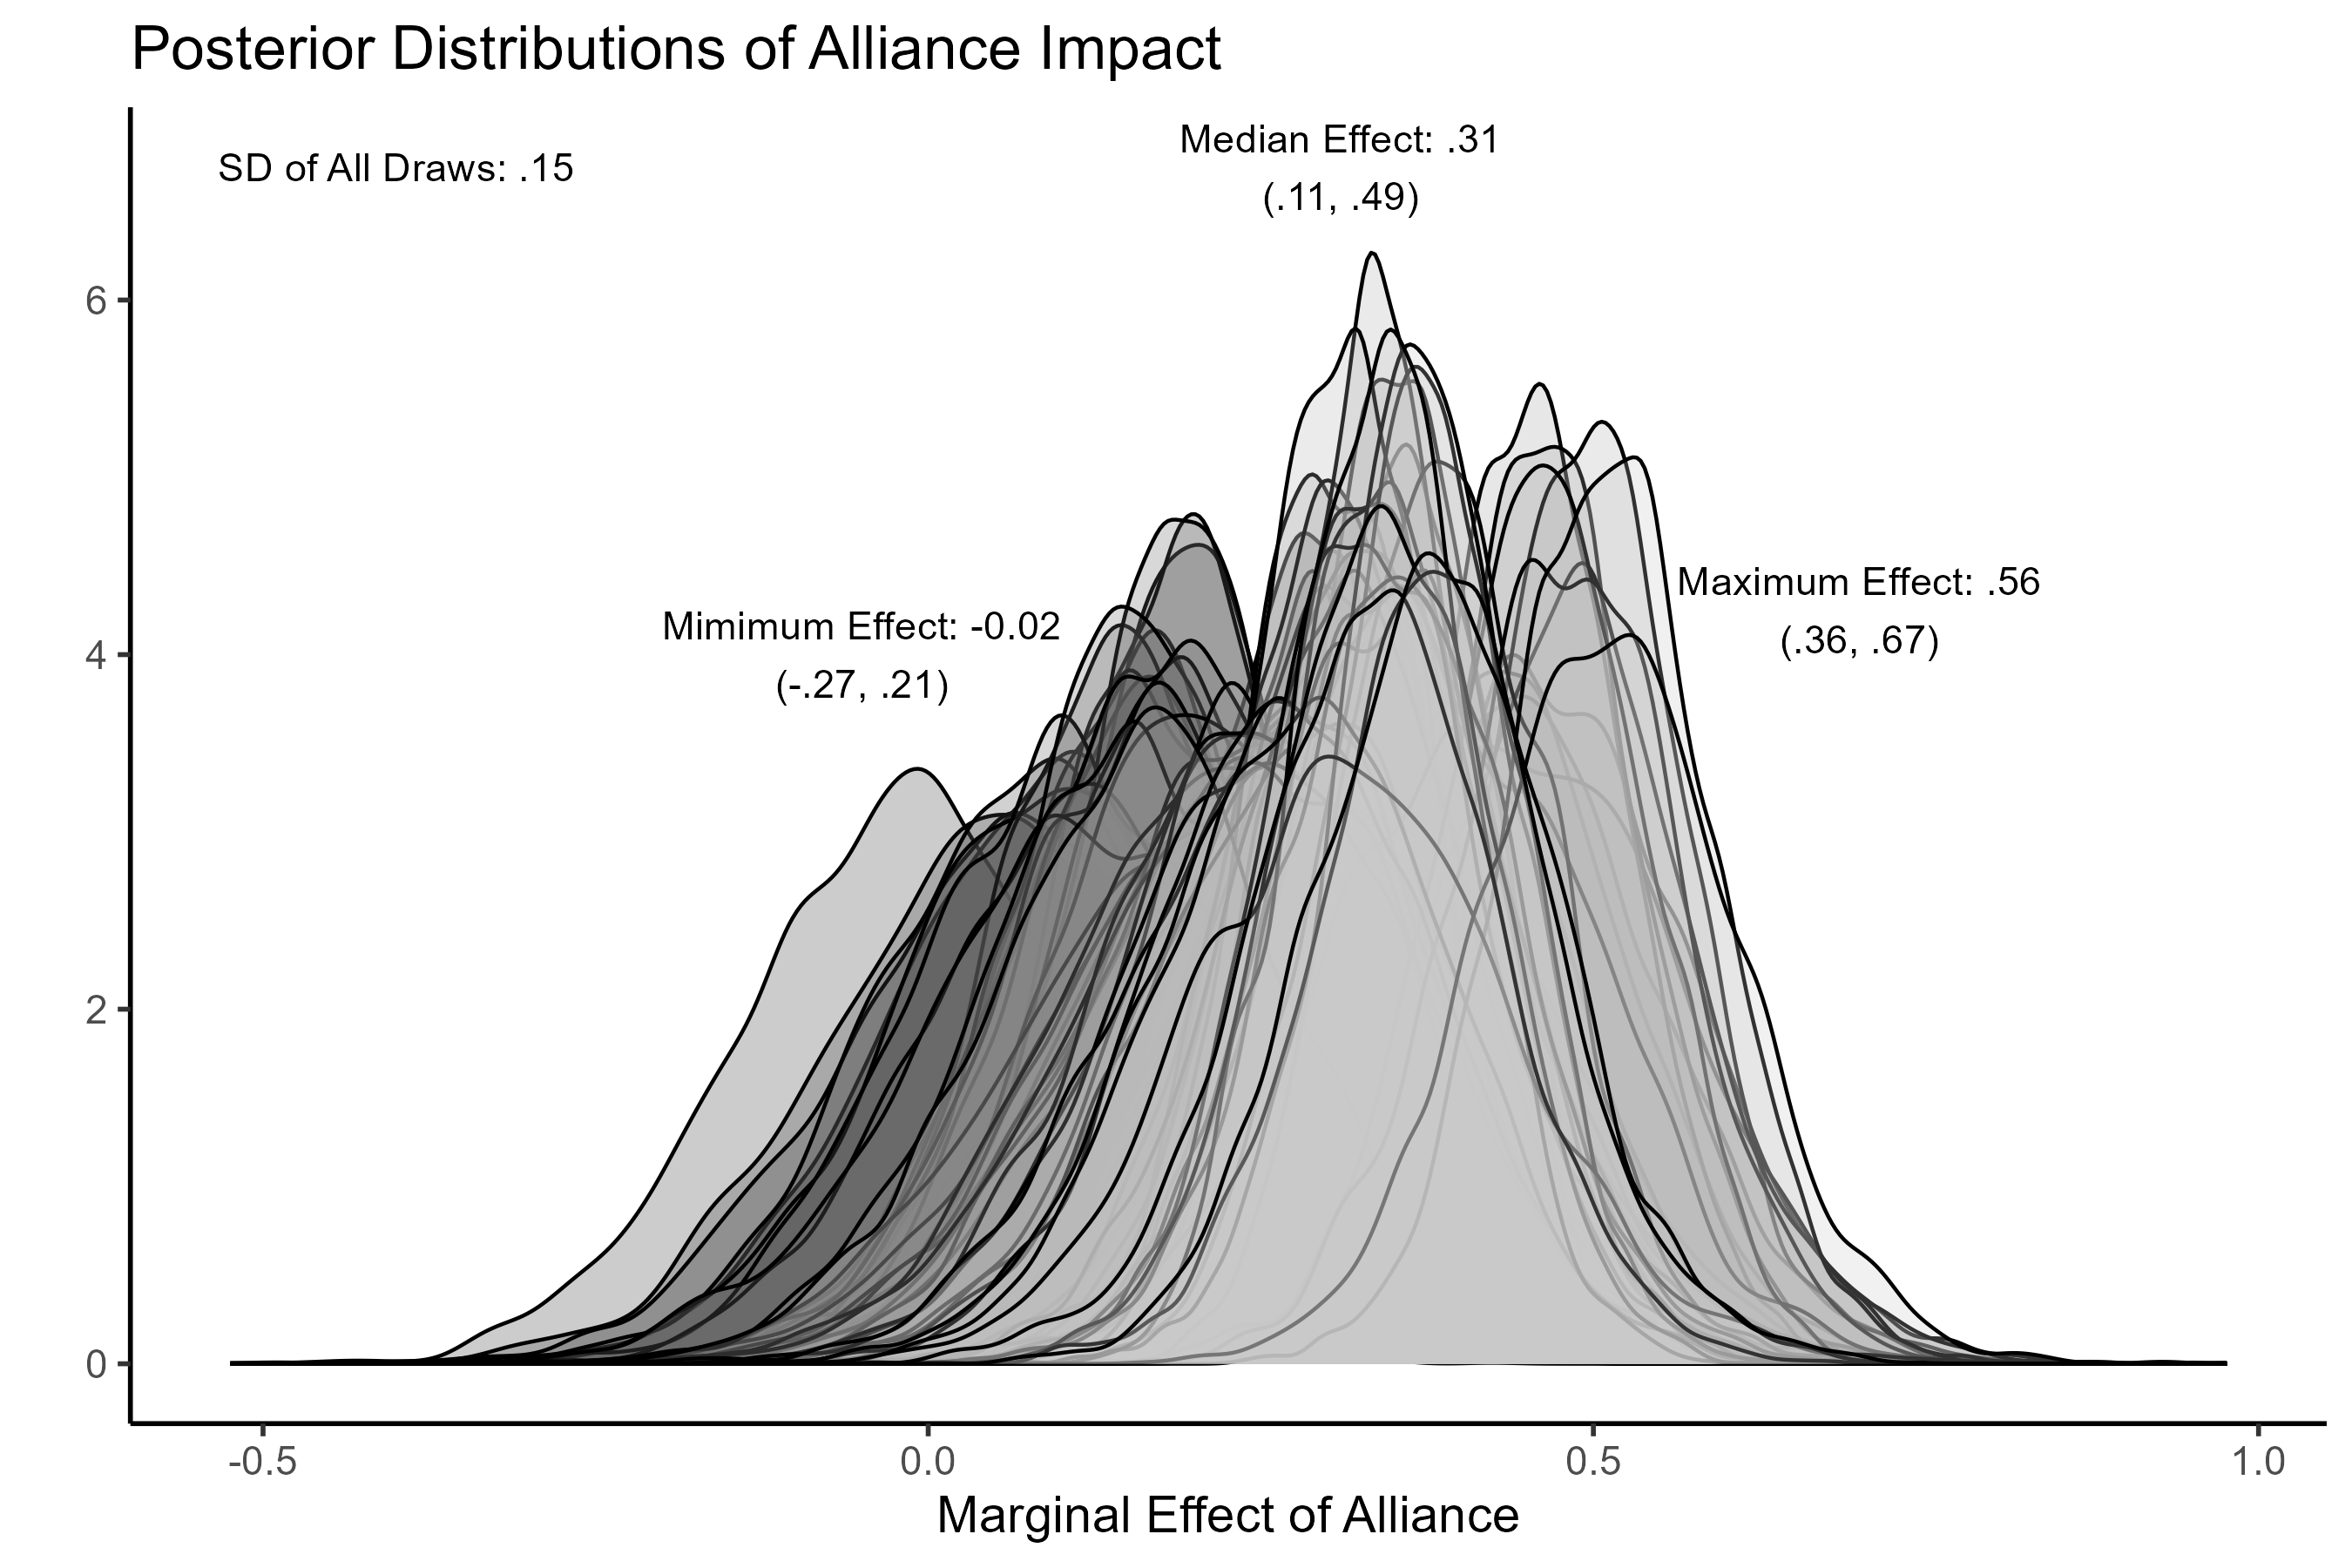 Posterior Distributions of Alliance Impact
SD of All Draws: .15
Median Effect: .31
(.11, .49)
Mimimum Effect: -0.02
(-.27, .21)
Maximum Effect: .56
(.36, .67)
6
4
2
0
-0.5
0.0
0.5
1.0
Marginal Effect of Alliance